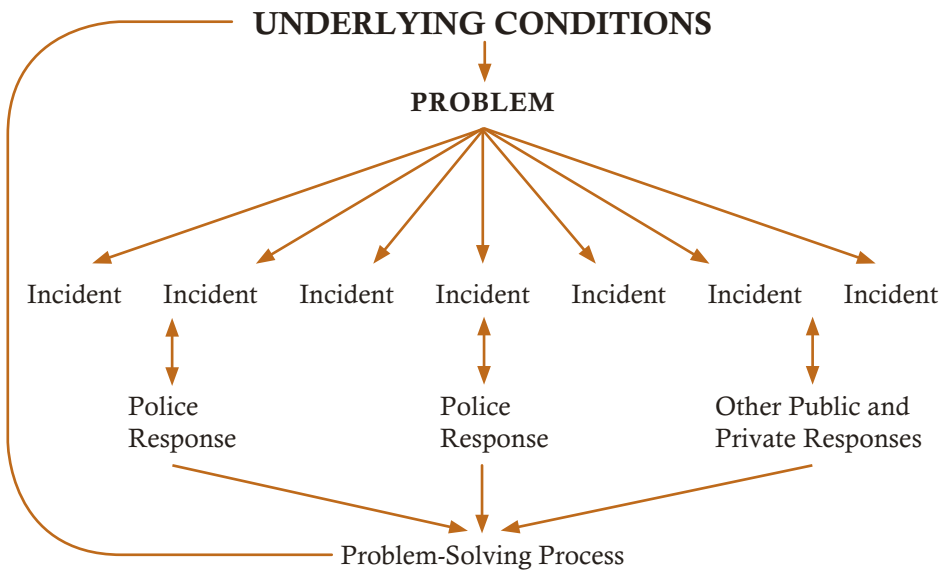 UNDERLYING CONDITIONS
PROBLEM
Incident Incident Incident Incident Incident Incident Incident
Police
Response
Police
Response
Other Public and
Private Responses
Problem-Solving Process